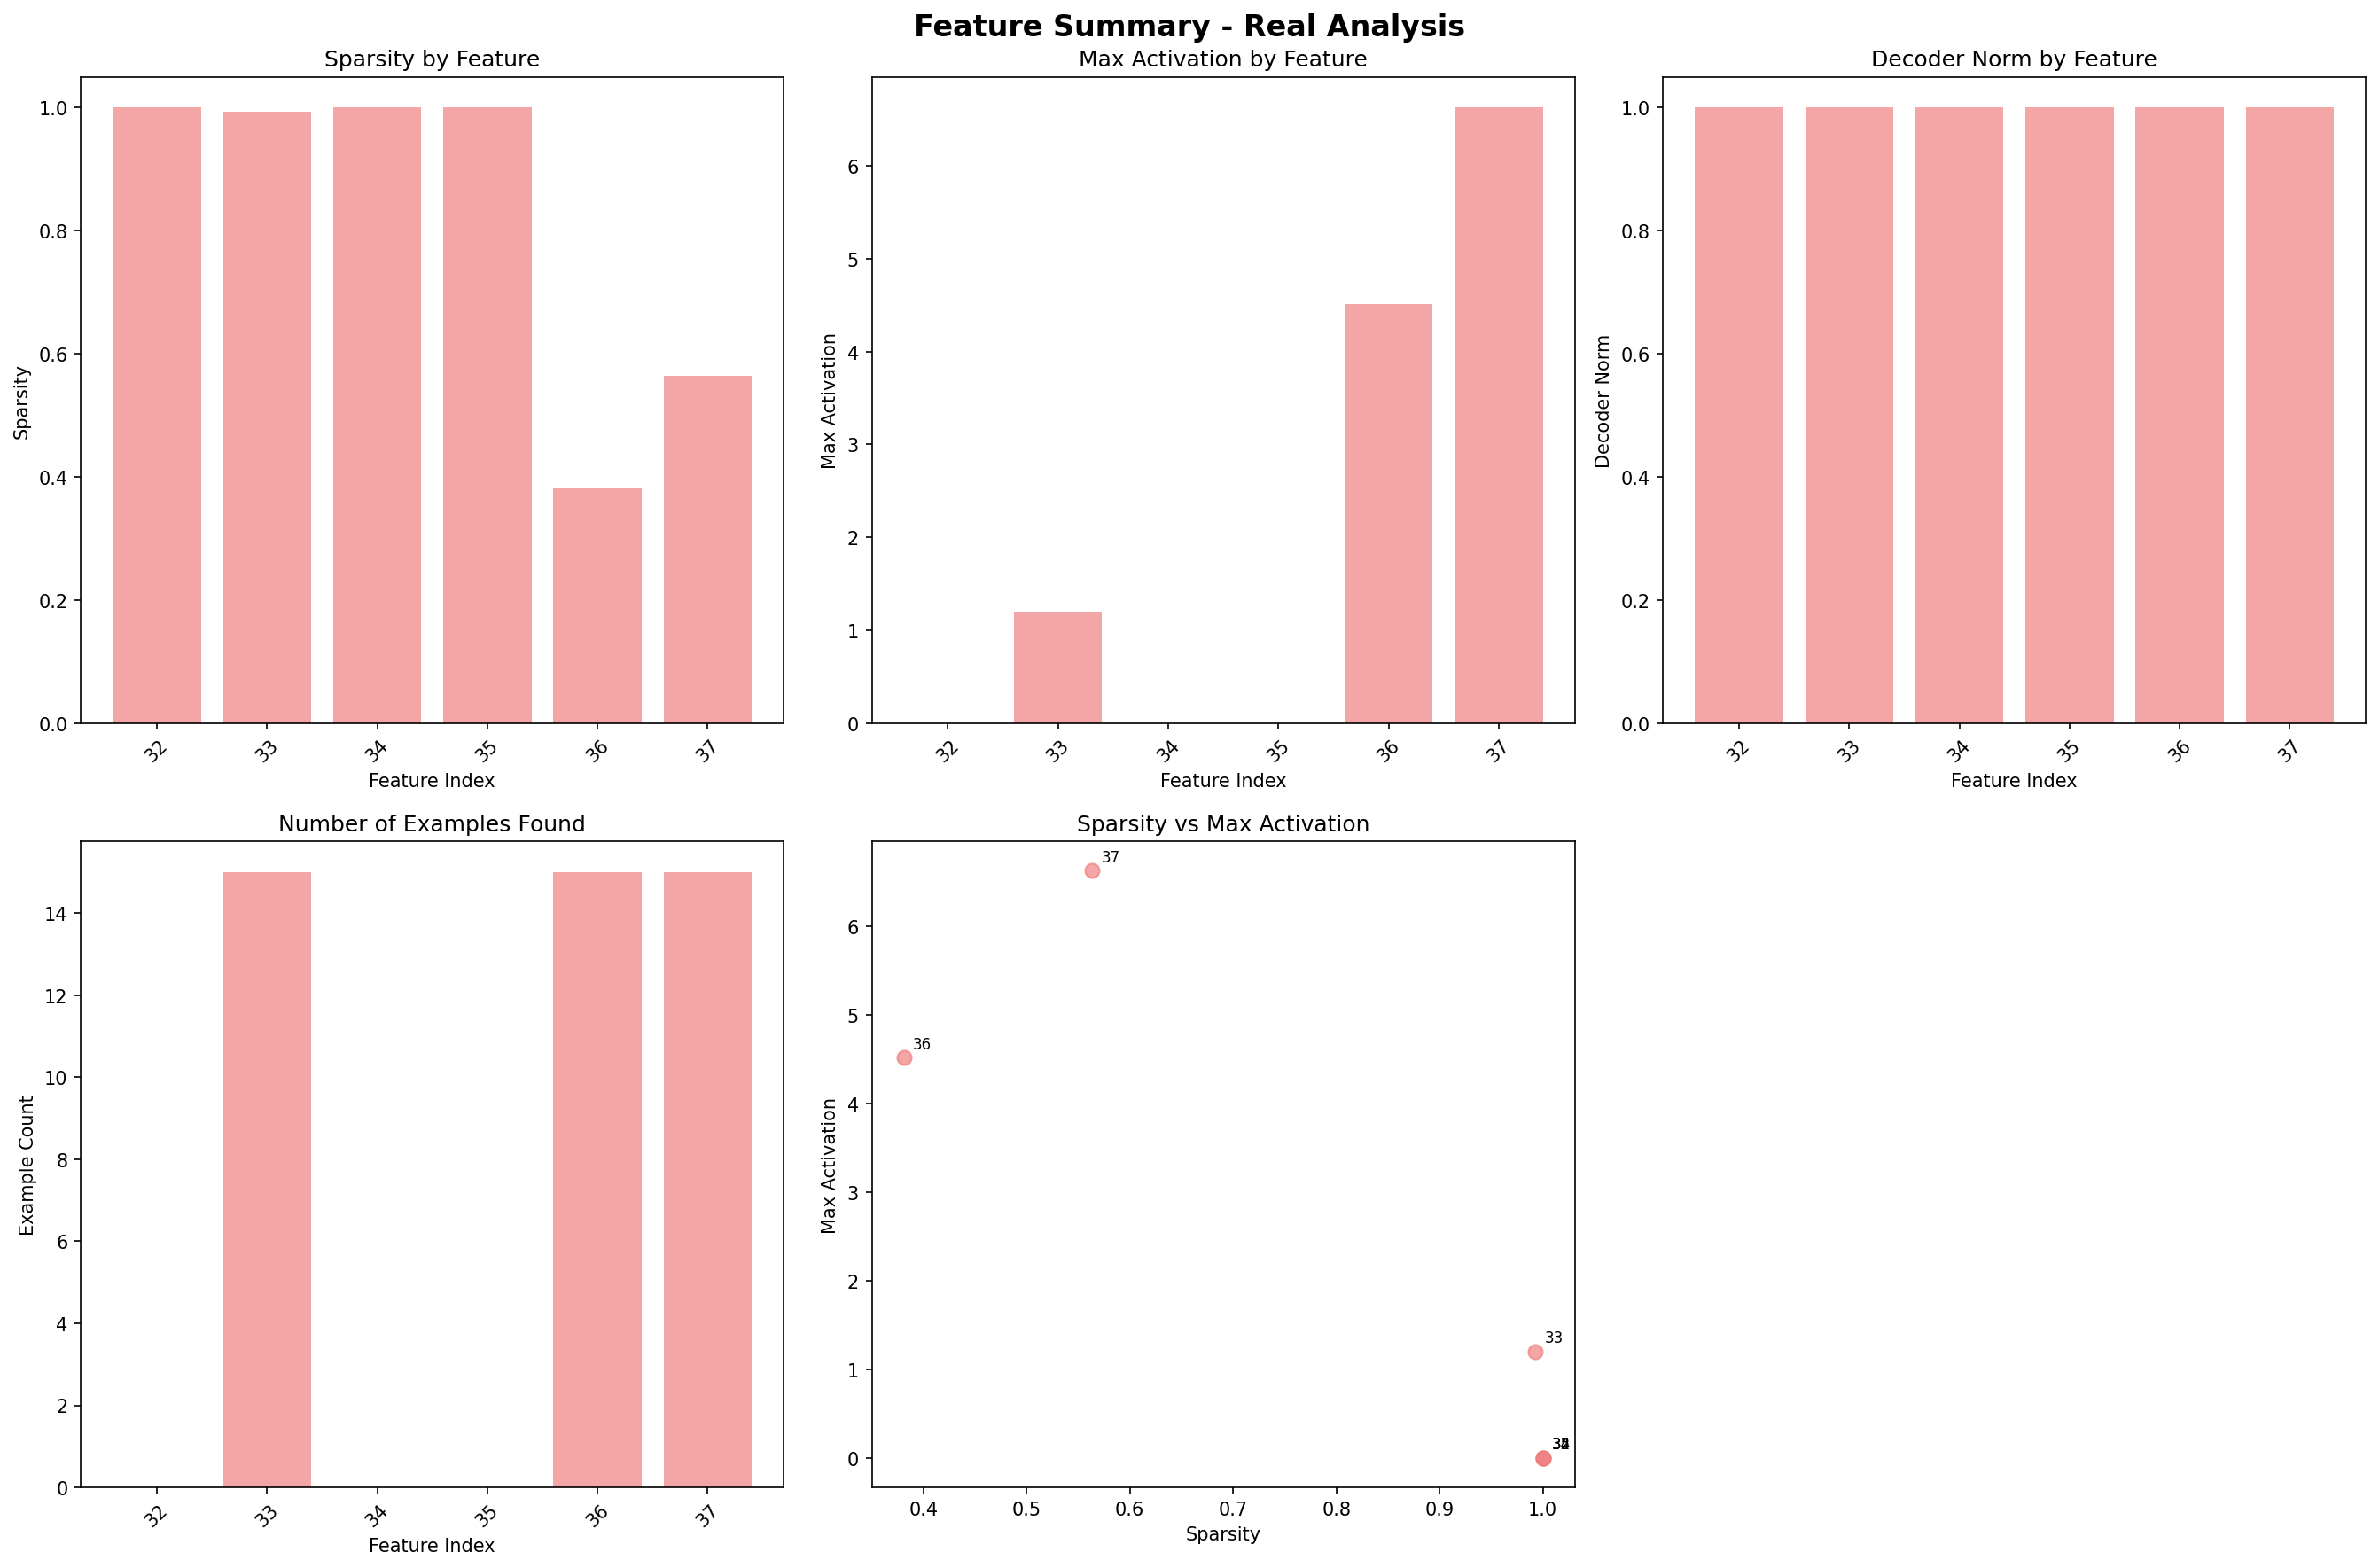 Feature Summary - Real Analysis
Sparsity by Feature
Sparsity
1.0
0.8
0.6
0.4
0.2
0.0
32 33 34 35 36 37
Feature Index
Max Activation by Feature
Max Activation
6
5
4
3
2
1
0
32 33 34 35 36 37
Feature Index
Decoder Norm by Feature
Decoder Norm
1.0
0.8
0.6
0.4
0.2
0.0
32 33 34 35 36 37
Feature Index
Number of Examples Found
Example Count
14
12
10
8
6
4
2
0
32 33 34 35 36 37
Feature Index
Sparsity vs Max Activation
Max Activation
6
5
4
3
2
1
0
37
36
33
0.4 0.5 0.6 0.7 0.8 0.9 1.0
Sparsity